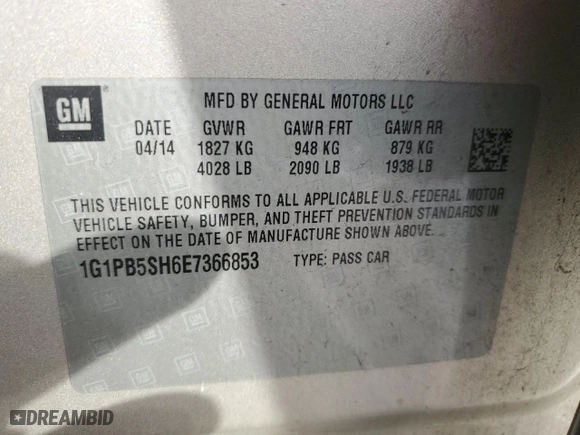 GM
MFD BY GENERAL MOTORS LLC
DATE GVWR GAWR FRT GAWR RR
04/14 1827 KG 948 KG 879 KG
4028 LB 2090 LB 1938 LB
THIS VEHICLE CONFORMS TO ALL APPLICABLE U.S. FEDERAL MOTOR
VEHICLE SAFETY, BUMPER, AND THEFT PREVENTION STANDARDS IN
EFFECT ON THE DATE OF MANUFACTURE SHOWN ABOVE.
1G1PB5SH6E7366853 TYPE: PASS CAR
DREAMBID